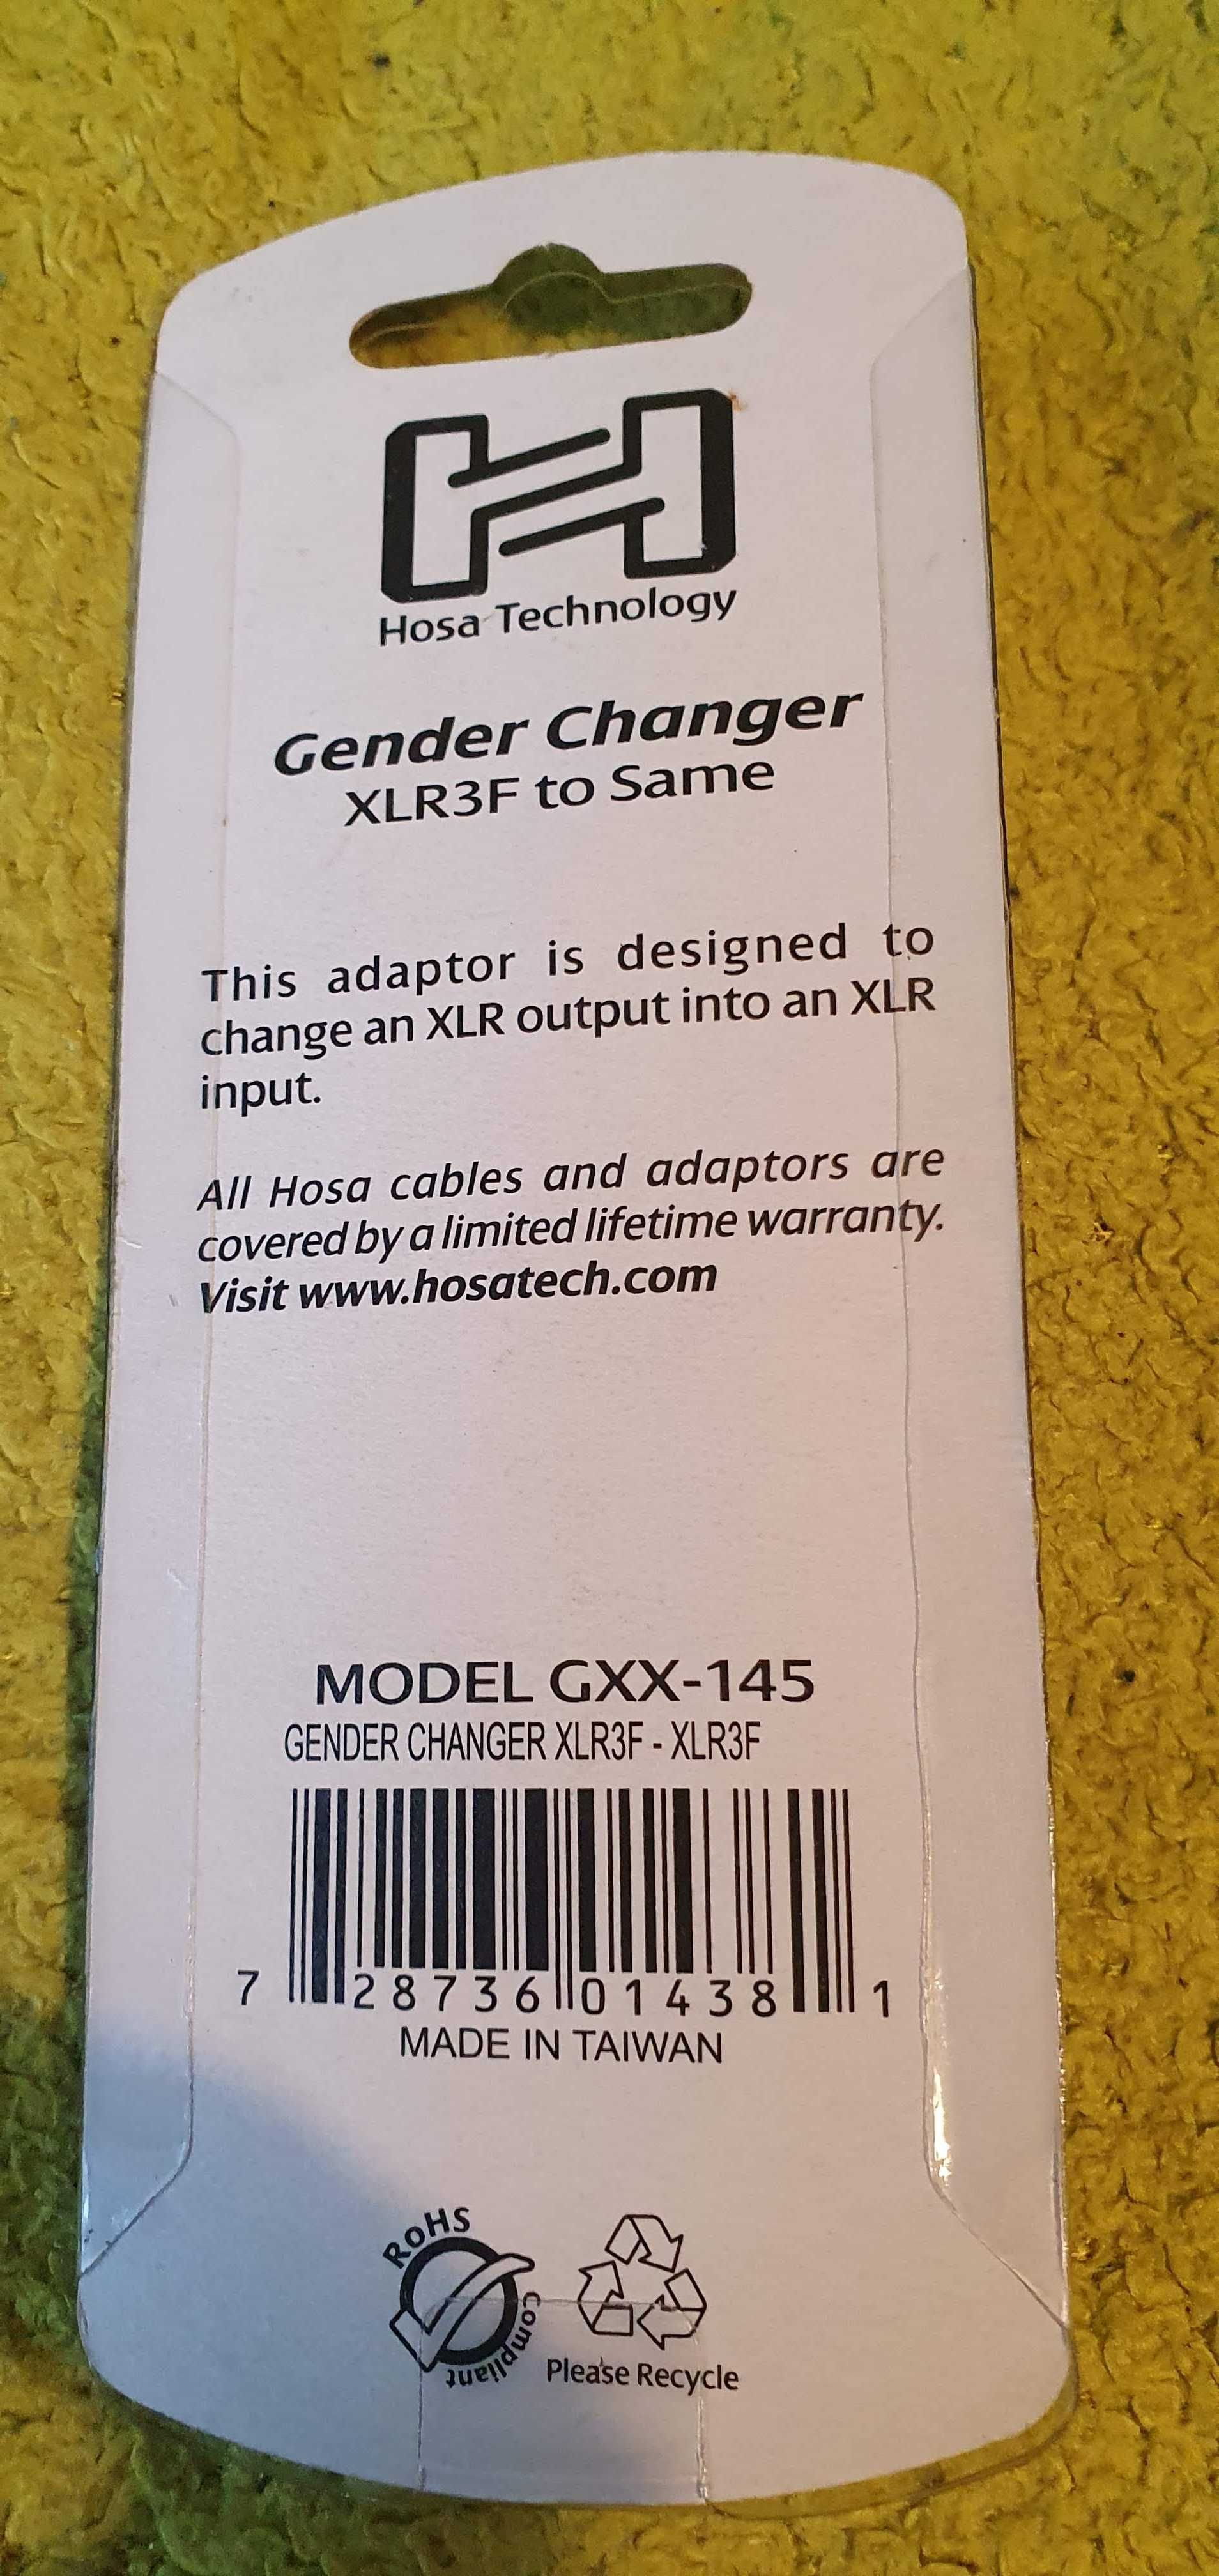 Hosa Technology
Gender Changer
XLR3F to Same
This adaptor is designed to
change an XLR output into an XLR
input.
All Hosa cables and adaptors are
covered by a limited lifetime warranty.
Visit www.hosatech.com
MODEL GXX-145
GENDER CHANGER XLR3F - XLR3F
7 28736 01438 1
MADE IN TAIWAN
RoHS
Compliant
Please Recycle